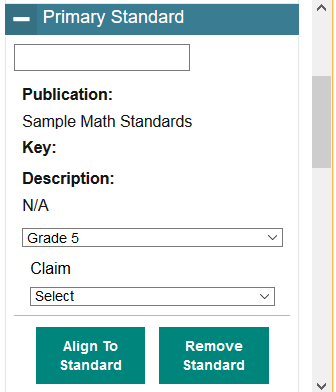 Primary Standard
Publication:
Sample Math Standards
Key:
Description:
N/A
Grade 5
Claim
Select
Align To
Standard
Remove
Standard